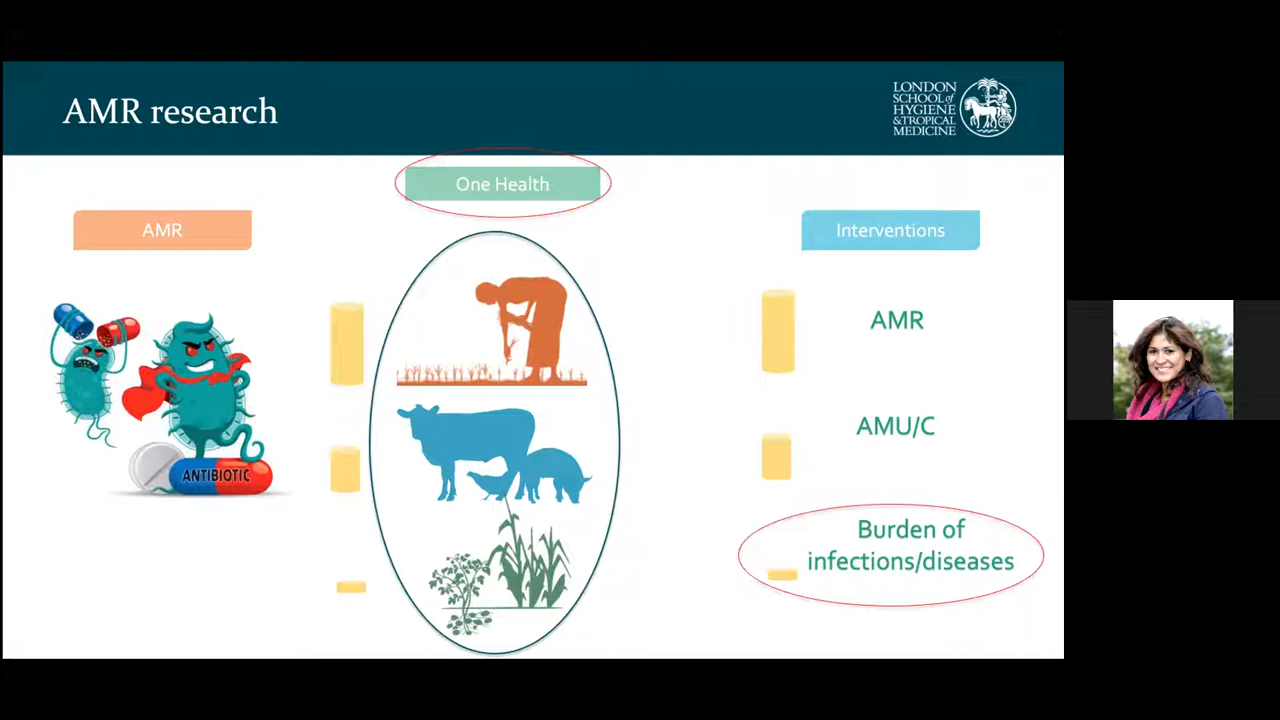 AMR research
LONDON
SCHOOL of
HYGIENE
& TROPICAL
MEDICINE
One Health
AMR
Interventions
ANTIBIOTIC
AMR
AMU/C
Burden of
infections/diseases